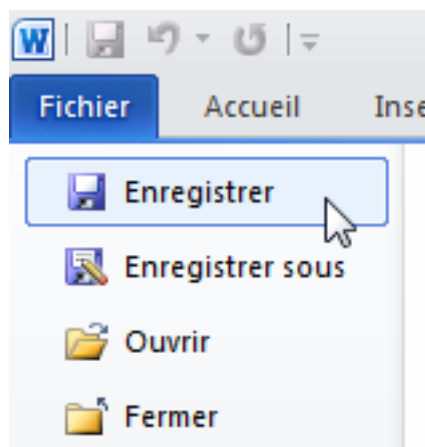 W
Fichier Accueil Inse
Enregistrer
Enregistrer sous
Ouvrir
Fermer